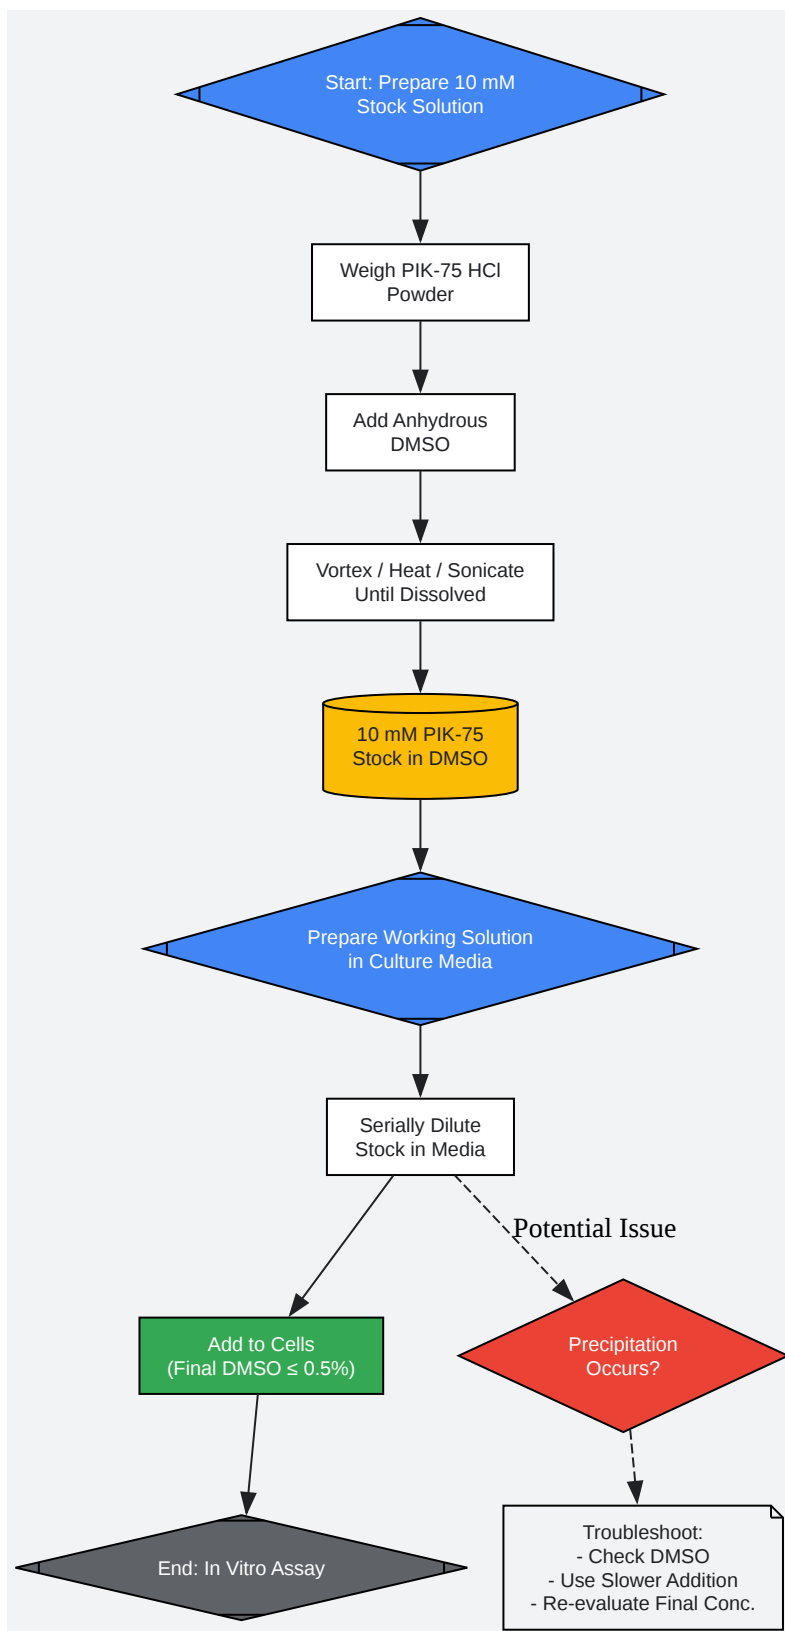 Start: Prepare 10 mM
Stock Solution
Weigh PIK-75 HCl
Powder
Add Anhydrous
DMSO
Vortex / Heat / Sonicate
Until Dissolved
10 mM PIK-75
Stock in DMSO
Prepare Working Solution
in Culture Media
Serially Dilute
Stock in Media
Potential Issue
Add to Cells
(Final DMSO ≤ 0.5%)
Precipitation
Occurs?
End: In Vitro Assay
Troubleshoot:
- Check DMSO
- Use Slower Addition
- Re-evaluate Final Conc.